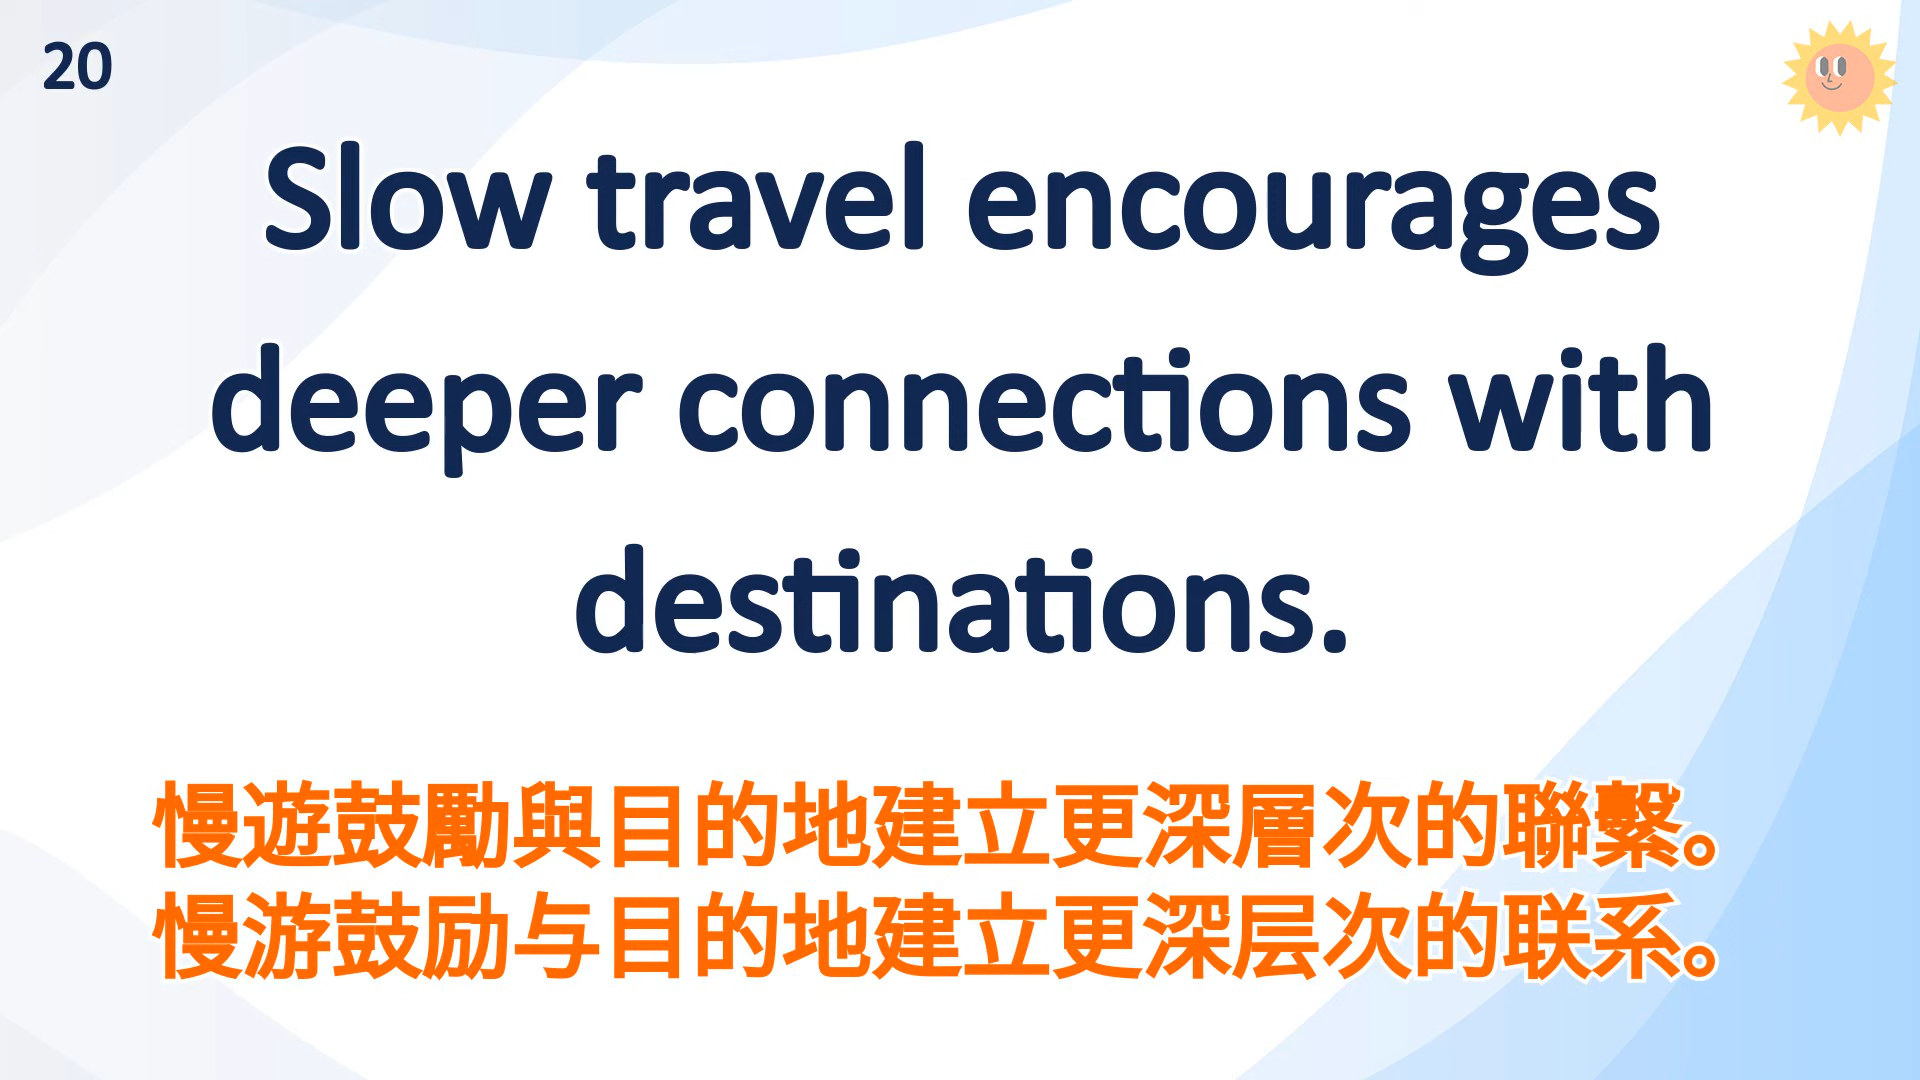 20
Slow travel encourages
deeper connections with
destinations.
慢遊鼓勵與目的地建立更深層次的聯繫。
慢游鼓励与目的地建立更深层次的联系。